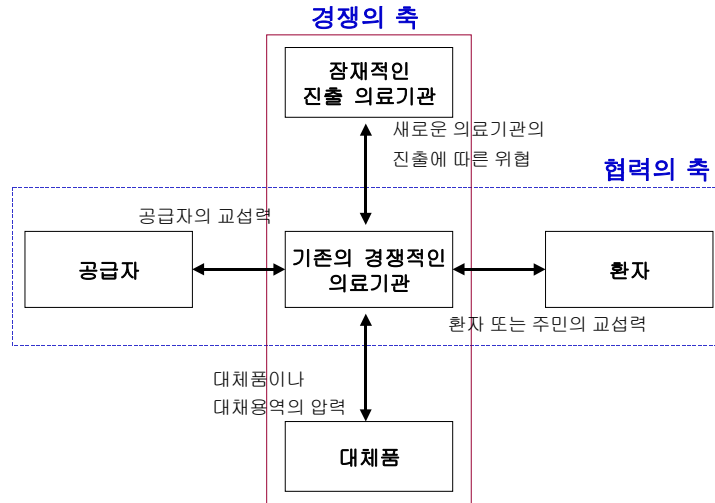 경쟁의 축
잠재적인
진출 의료기관
새로운 의료기관의
진출에 따른 위협
협력의 축
공급자의 교섭력
공급자
기존의 경쟁적인
의료기관
환자
환자 또는 주민의 교섭력
대체품이나
대채용역의 압력
대체품